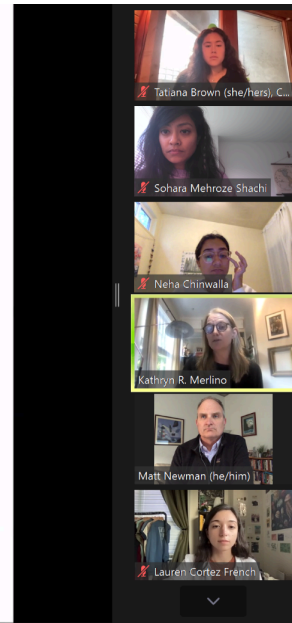 Tatiana Brown (she/hers), C...
Sohara Mehroze Shachi
Neha Chinwalla
Kathryn R. Merlino
Matt Newman (he/him)
Lauren Cortez French